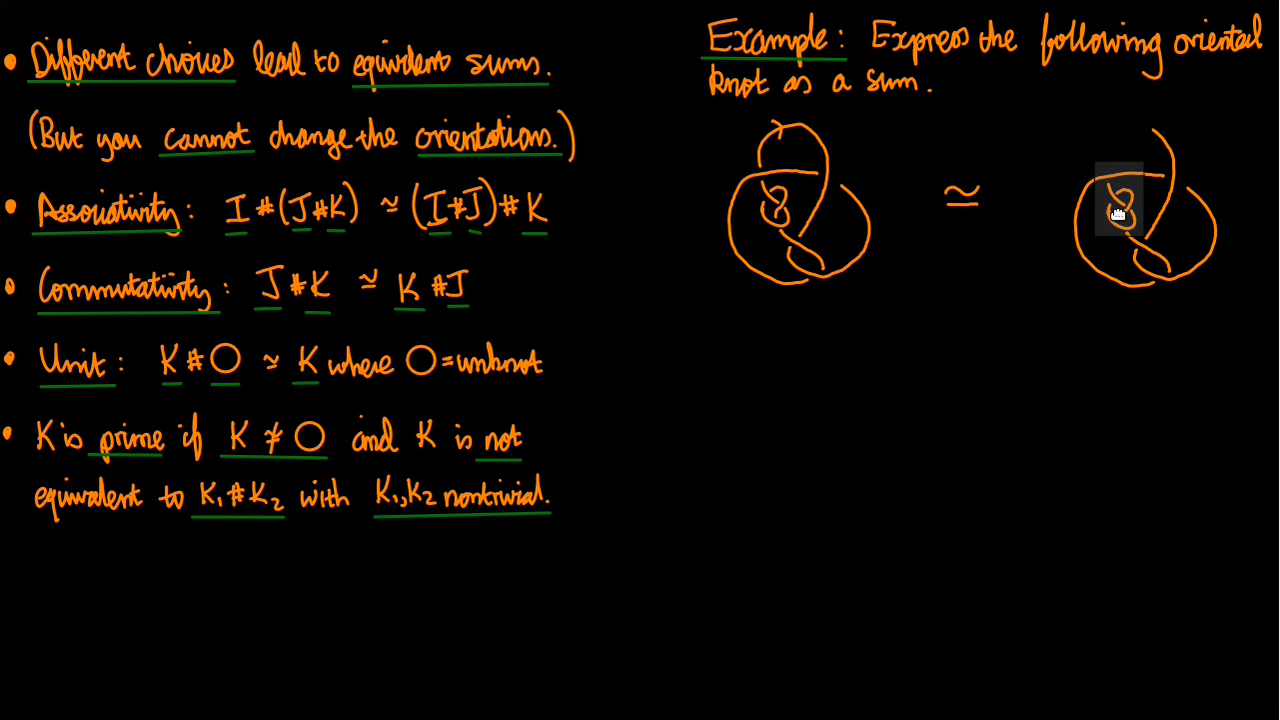 • Different choices lead to equivalent sums.
(But you cannot change the orientations.)
• Associativity: I # (J # K) ≃ (I # J) # K
• Commutativity: J # K ≃ K # J
• Unit: K # ○ ≃ K where ○ = unknot
• K is prime if K ≄ ○ and K is not
equivalent to K₁ # K₂ with K₁, K₂ nontrivial.
Example: Express the following oriented
knot as a sum.
≃